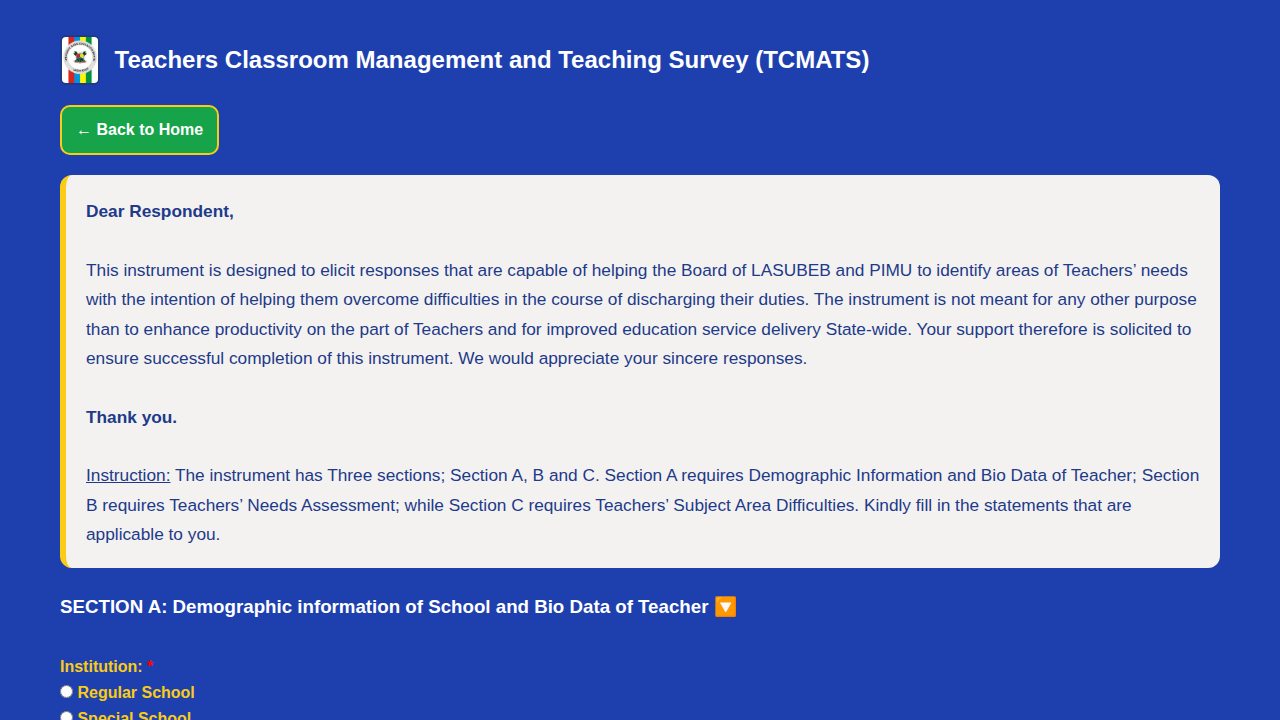 Teachers Classroom Management and Teaching Survey (TCMATS)
← Back to Home
Dear Respondent,
This instrument is designed to elicit responses that are capable of helping the Board of LASUBEB and PIMU to identify areas of Teachers’ needs
with the intention of helping them overcome difficulties in the course of discharging their duties. The instrument is not meant for any other purpose
than to enhance productivity on the part of Teachers and for improved education service delivery State-wide. Your support therefore is solicited to
ensure successful completion of this instrument. We would appreciate your sincere responses.
Thank you.
Instruction: The instrument has Three sections; Section A, B and C. Section A requires Demographic Information and Bio Data of Teacher; Section
B requires Teachers’ Needs Assessment; while Section C requires Teachers’ Subject Area Difficulties. Kindly fill in the statements that are
applicable to you.
SECTION A: Demographic information of School and Bio Data of Teacher 🔽
Institution: *
Regular School
Special School